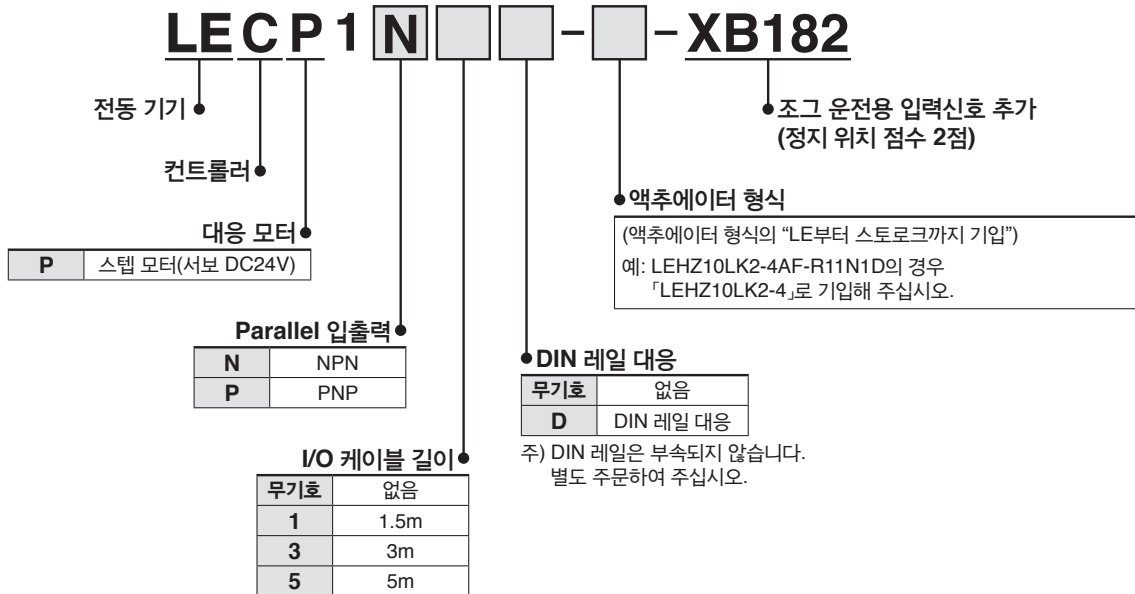 LECP1N - - XB182
전동 기기
컨트롤러
대응 모터
P 스텝 모터(서보 DC24V)
Parallel 입출력
N NPN
P PNP
I/O 케이블 길이
무기호 없음
1 1.5m
3 3m
5 5m
조그 운전용 입력신호 추가
(정지 위치 점수 2점)
액추에이터 형식
(액추에이터 형식의 “LE부터 스토로크까지 기입”)
예: LEHZ10LK2-4AF-R11N1D의 경우
「LEHZ10LK2-4」로 기입해 주십시오.
DIN 레일 대응
무기호 없음
D DIN 레일 대응
주) DIN 레일은 부속되지 않습니다.
별도 주문하여 주십시오.